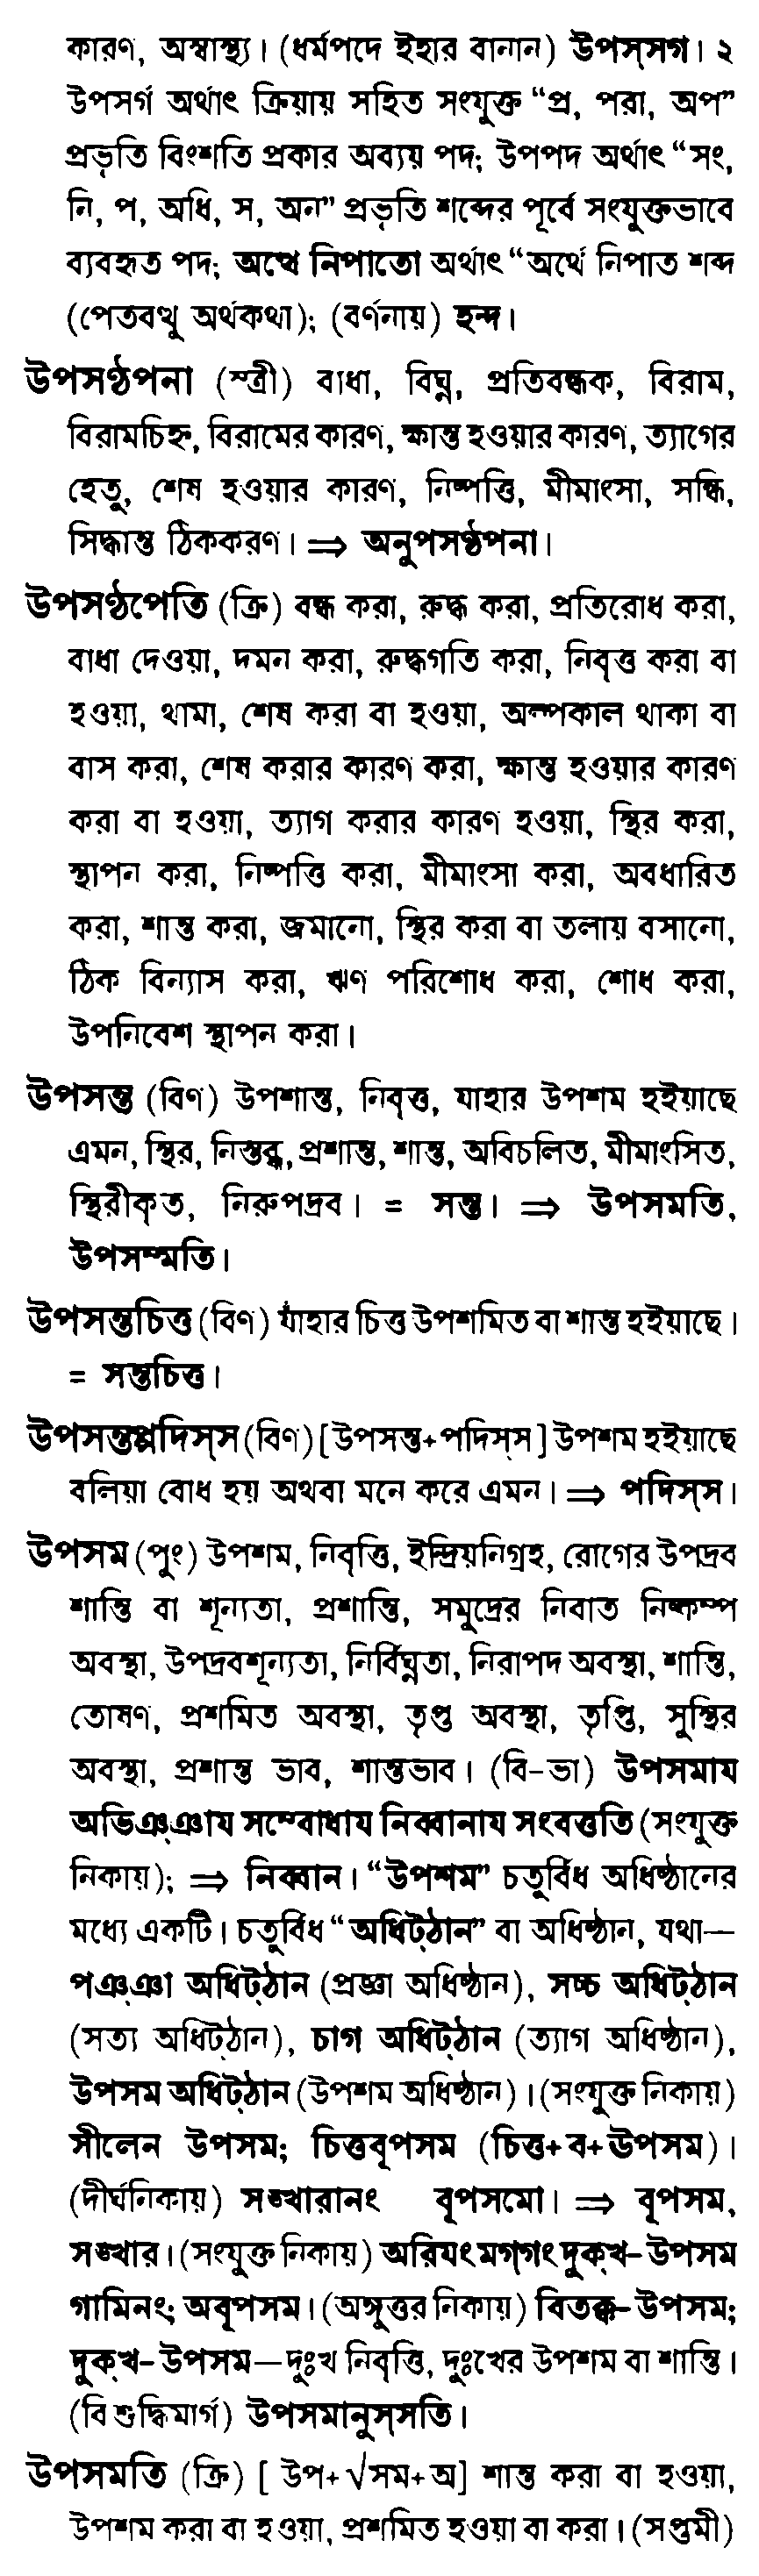 কারণ, অস্বাস্থ্য। (ধর্মপদে ইহার বানান) উপস্সগ। ২
উপসর্গ অর্থাৎ ক্রিয়ায় সহিত সংযুক্ত “প্র, পরা, অপ”
প্রভৃতি বিংশতি প্রকার অব্যয় পদ; উপপদ অর্থাৎ “সং,
নি, প, অধি, স, অন” প্রভৃতি শব্দের পূর্বে সংযুক্তভাবে
ব্যবহৃত পদ; অত্থে নিপাতো অর্থাৎ “অর্থে নিপাত শব্দ
(পেতবত্থু অর্থকথা); (বর্ণনায়) হন্দ।
উপসণ্ঠপনা (স্ত্রী) বাধা, বিঘ্ন, প্রতিবন্ধক, বিরাম,
বিরামচিহ্ন, বিরামের কারণ, ক্ষান্ত হওয়ার কারণ, ত্যাগের
হেতু, শেষ হওয়ার কারণ, নিষ্পত্তি, মীমাংসা, সন্ধি,
সিদ্ধান্ত ঠিককরণ। ⇒ অনুপসণ্ঠপনা।
উপসণ্ঠপেতি (ক্রি) বন্ধ করা, রুদ্ধ করা, প্রতিরোধ করা,
বাধা দেওয়া, দমন করা, রুদ্ধগতি করা, নিবৃত্ত করা বা
হওয়া, থামা, শেষ করা বা হওয়া, অল্পকাল থাকা বা
বাস করা, শেষ করার কারণ করা, ক্ষান্ত হওয়ার কারণ
করা বা হওয়া, ত্যাগ করার কারণ হওয়া, স্থির করা,
স্থাপন করা, নিষ্পত্তি করা, মীমাংসা করা, অবধারিত
করা, শান্ত করা, জমানো, স্থির করা বা তলায় বসানো,
ঠিক বিন্যাস করা, ঋণ পরিশোধ করা, শোধ করা,
উপনিবেশ স্থাপন করা।
উপসন্ত (বিণ) উপশান্ত, নিবৃত্ত, যাহার উপশম হইয়াছে
এমন, স্থির, নিস্তব্ধ, প্রশান্ত, শান্ত, অবিচলিত, মীমাংসিত,
স্থিরীকৃত, নিরুপদ্রব। = সন্ত। ⇒ উপসমতি,
উপসম্মতি।
উপসন্তচিত্ত (বিণ) যাঁহার চিত্ত উপশমিত বা শান্ত হইয়াছে।
= সন্তচিত্ত।
উপসন্তপ্পদিস্স (বিণ) [উপসন্ত+পদিস্স] উপশম হইয়াছে
বলিয়া বোধ হয় অথবা মনে করে এমন। ⇒ পদিস্স।
উপসম (পুং) উপশম, নিবৃত্তি, ইন্দ্রিয়নিগ্রহ, রোগের উপদ্রব
শান্তি বা শূন্যতা, প্রশান্তি, সমুদ্রের নিবাত নিষ্কম্প
অবস্থা, উপদ্রবশূন্যতা, নির্বিঘ্নতা, নিরাপদ অবস্থা, শান্তি,
তোষণ, প্রশমিত অবস্থা, তৃপ্ত অবস্থা, তৃপ্তি, সুস্থির
অবস্থা, প্রশান্ত ভাব, শান্তভাব। (বি-ভা) উপসমায
অভিঞ্ঞায সম্বোধায নিব্বানায সংবত্ততি (সংযুক্ত
নিকায়); ⇒ নিব্বান। “উপশম” চতুর্বিধ অধিষ্ঠানের
মধ্যে একটি। চতুর্বিধ “অধিট্ঠান” বা অধিষ্ঠান, যথা—
পঞ্ঞা অধিট্ঠান (প্রজ্ঞা অধিষ্ঠান), সচ্চ অধিট্ঠান
(সত্য অধিট্ঠান), চাগ অধিট্ঠান (ত্যাগ অধিষ্ঠান),
উপসম অধিট্ঠান (উপশম অধিষ্ঠান)। (সংযুক্ত নিকায়)
সীলেন উপসম; চিত্তবূপসম (চিত্ত+ব+ঊপসম)।
(দীর্ঘনিকায়) সঙ্খারানং বূপসমো। ⇒ বূপসম,
সঙ্খার। (সংযুক্ত নিকায়) অরিযং মগ্গং দুক্খ-উপসম
গামিনং; অবূপসম। (অঙ্গুত্তর নিকায়) বিতক্ক-উপসম;
দুক্খ-উপসম—দুঃখ নিবৃত্তি, দুঃখের উপশম বা শান্তি।
(বিশুদ্ধিমার্গ) উপসমানুস্সতি।
উপসমতি (ক্রি) [ উপ+√সম+অ] শান্ত করা বা হওয়া,
উপশম করা বা হওয়া, প্রশমিত হওয়া বা করা। (সপ্তমী)